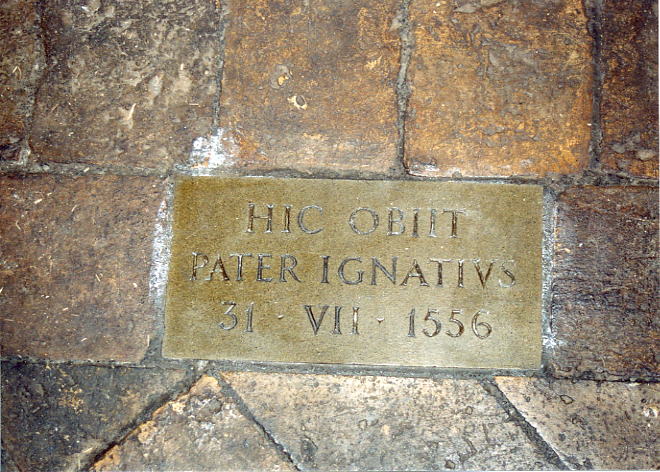 HIC OBIIT
PATER IGNATIVS
31 · VII · 1556